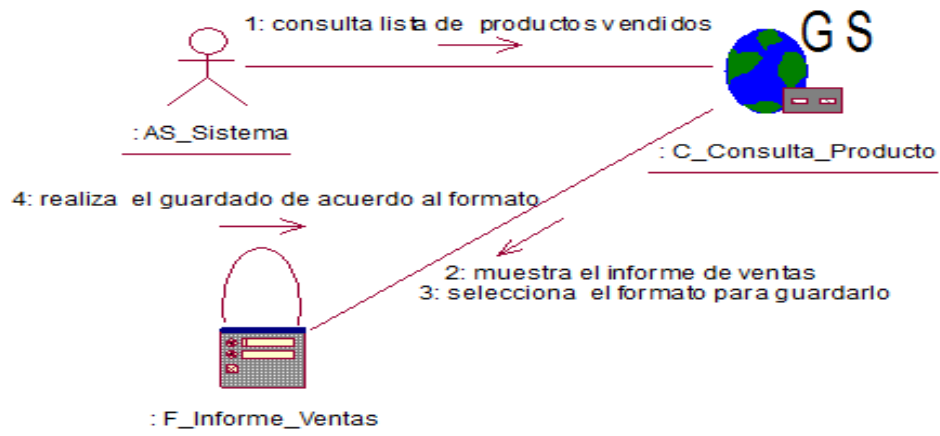 1: consulta lista de productos vendidos
GS
: AS_Sistema
: C_Consulta_Producto
4: realiza el guardado de acuerdo al formato
2: muestra el informe de ventas
3: selecciona el formato para guardarlo
: F_Informe_Ventas